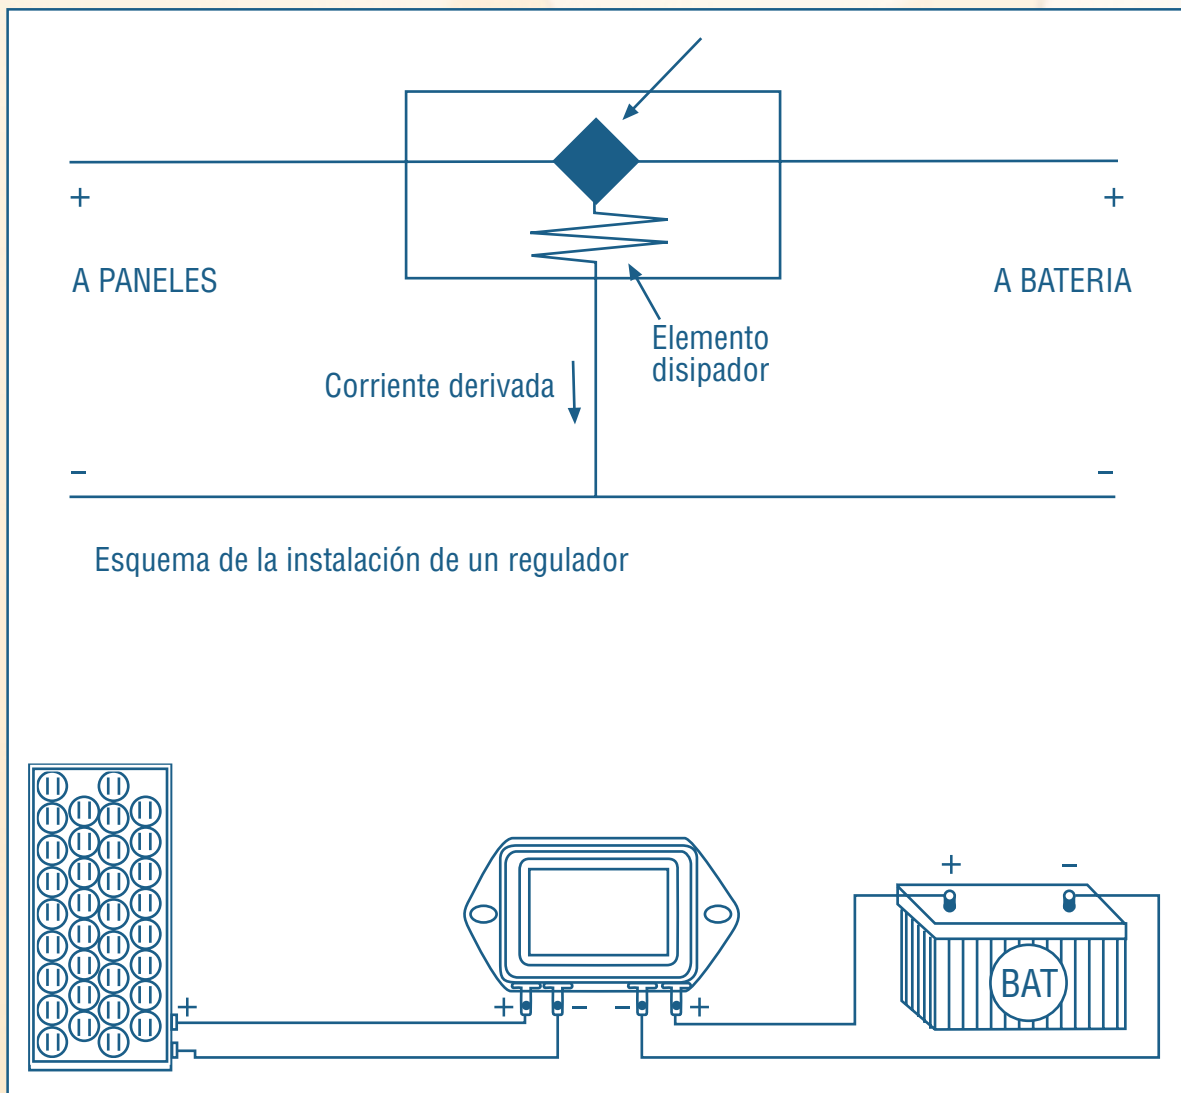 + +
A PANELES A BATERIA
Elemento
disipador
Corriente derivada
– –
Esquema de la instalación de un regulador
+ –
BAT
+ + – – +